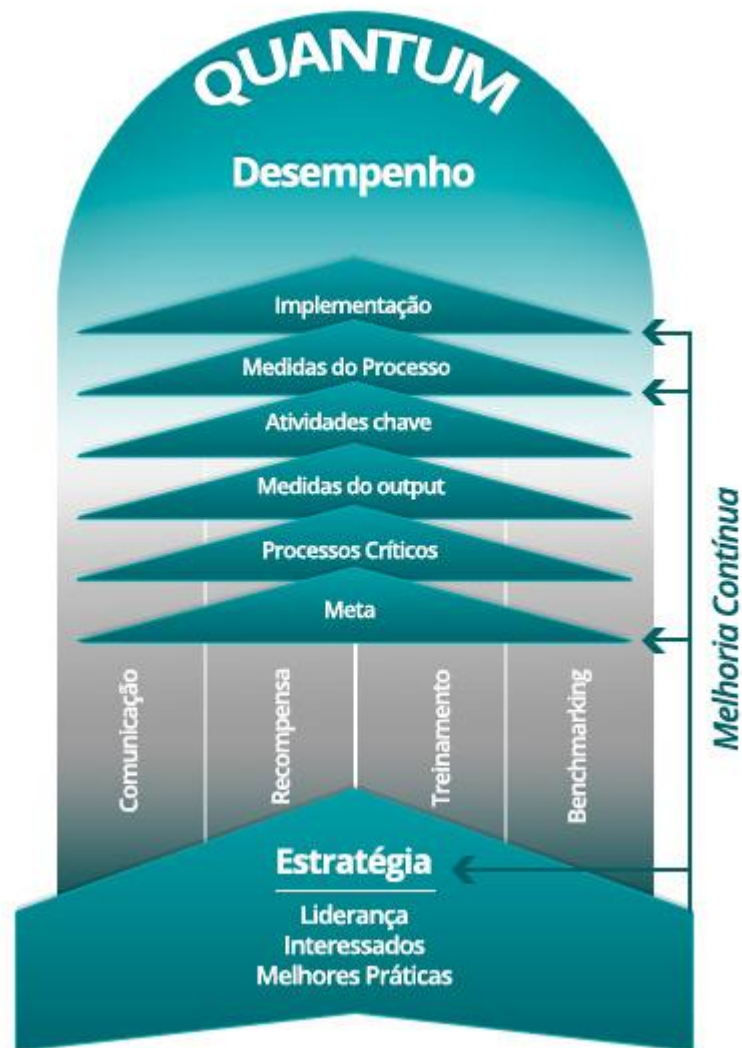 QUANTUM
Desempenho
Implementação
Medidas do Processo
Atividades chave
Medidas do output
Processos Críticos
Meta
Comunicação
Recompensa
Treinamento
Benchmarking
Melhoria Contínua
Estratégia
Liderança
Interessados
Melhores Práticas